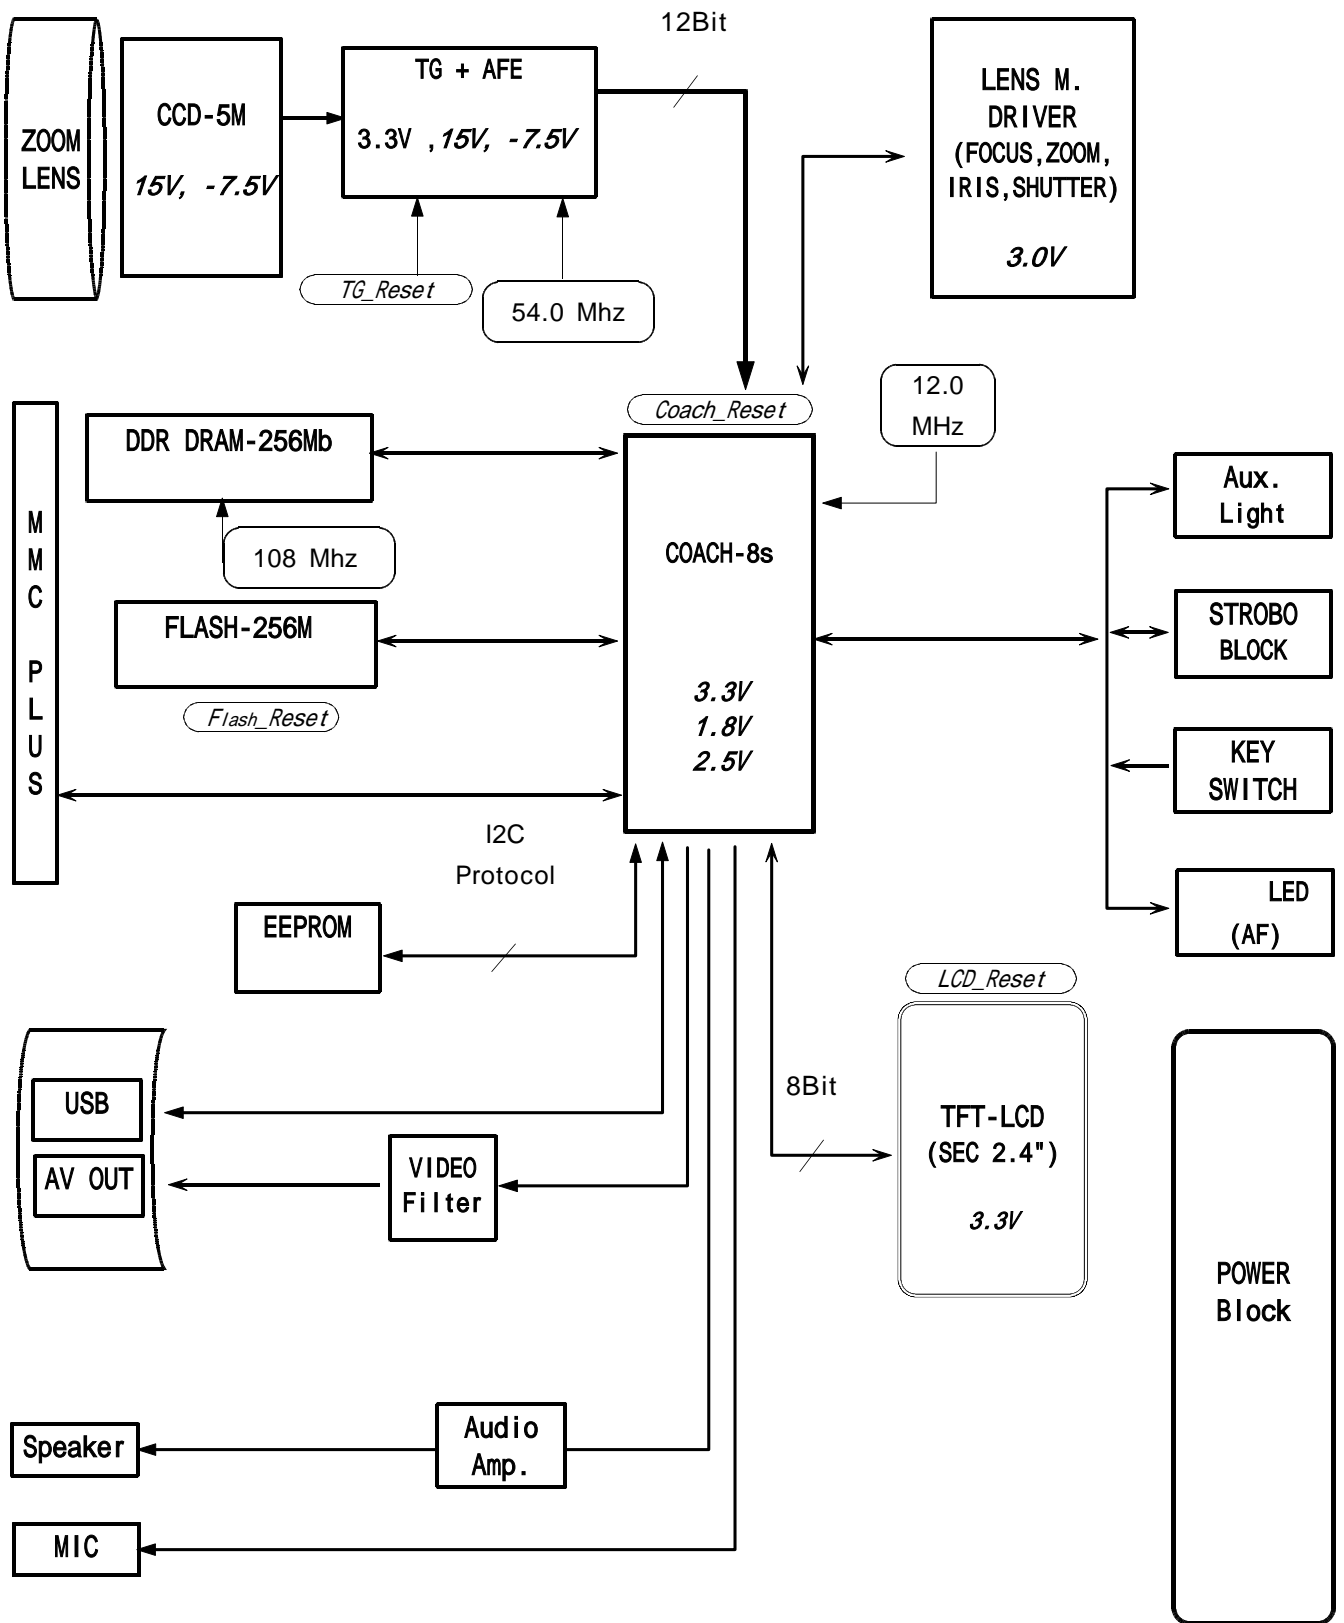 12Bit
ZOOM
LENS
CCD-5M
15V, -7.5V
TG + AFE
3.3V ,15V, -7.5V
TG_Reset
54.0 Mhz
LENS M.
DRIVER
(FOCUS,ZOOM,
IRIS,SHUTTER)
3.0V
Coach_Reset
12.0
MHz
M
M
C
P
L
U
S
DDR DRAM-256Mb
108 Mhz
FLASH-256M
Flash_Reset
COACH-8s
3.3V
1.8V
2.5V
Aux.
Light
STROBO
BLOCK
KEY
SWITCH
LED
(AF)
I2C
Protocol
EEPROM
USB
AV OUT
VIDEO
Filter
8Bit
LCD_Reset
TFT-LCD
(SEC 2.4")
3.3V
POWER
Block
Speaker
Audio
Amp.
MIC